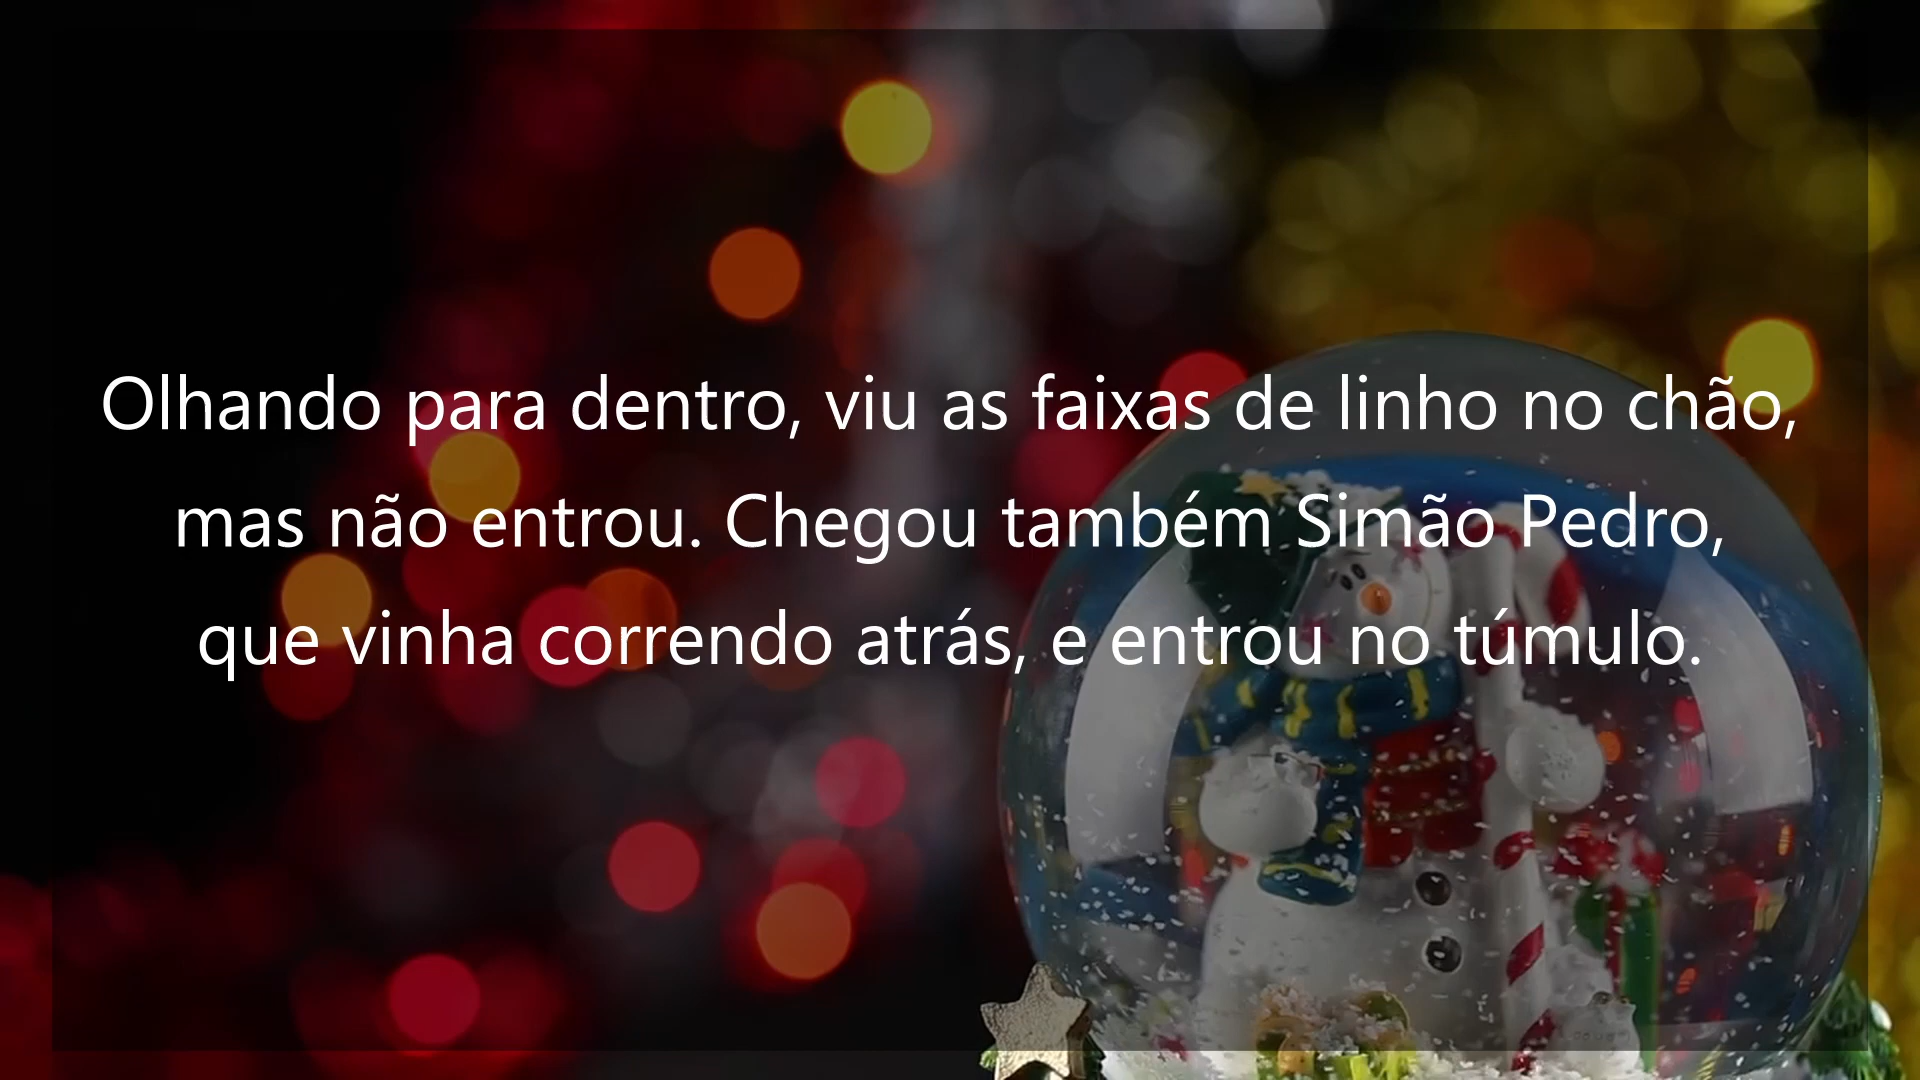 Olhando para dentro, viu as faixas de linho no chão,
mas não entrou. Chegou também Simão Pedro,
que vinha correndo atrás, e entrou no túmulo.